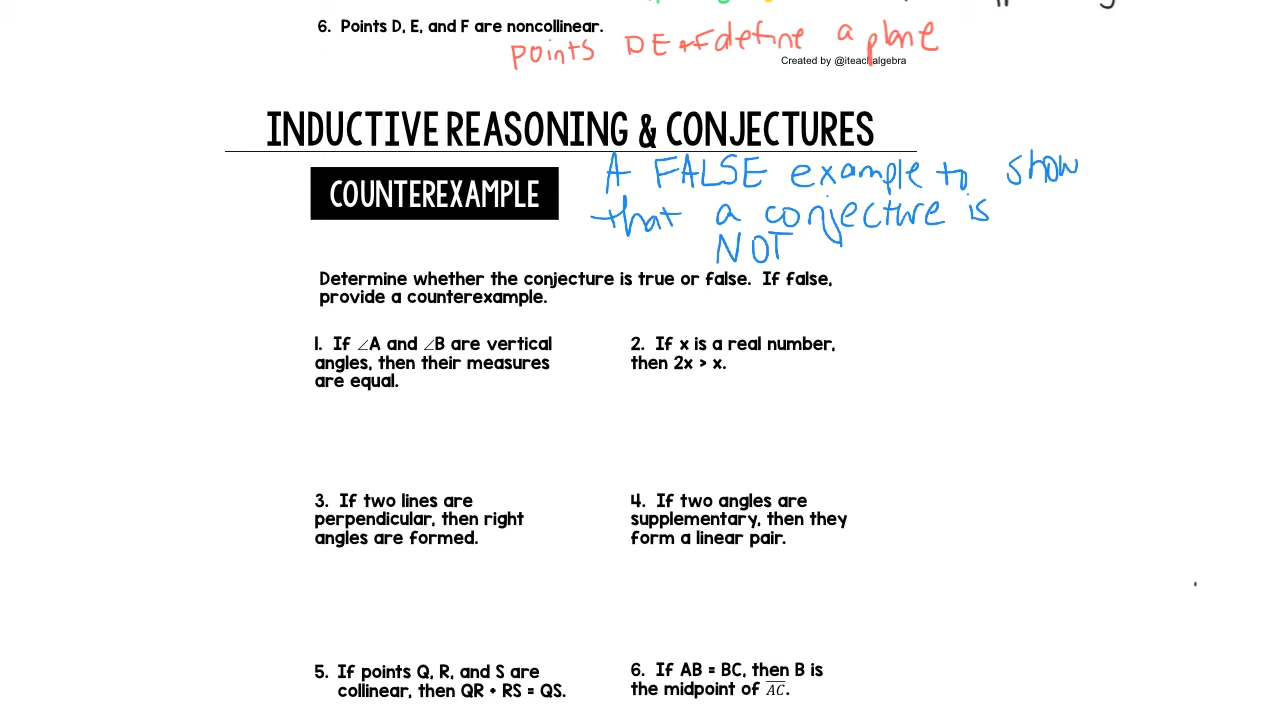 6. Points D, E, and F are noncollinear.
points D E + F define a plane
Created by @iteachalgebra
INDUCTIVE REASONING & CONJECTURES
COUNTEREXAMPLE
A FALSE example to show
that a conjecture is
NOT
Determine whether the conjecture is true or false. If false,
provide a counterexample.
1. If ∠A and ∠B are vertical
angles, then their measures
are equal.
2. If x is a real number,
then 2x > x.
3. If two lines are
perpendicular, then right
angles are formed.
4. If two angles are
supplementary, then they
form a linear pair.
5. If points Q, R, and S are
collinear, then QR + RS = QS.
6. If AB = BC, then B is
the midpoint of A̅C̅.